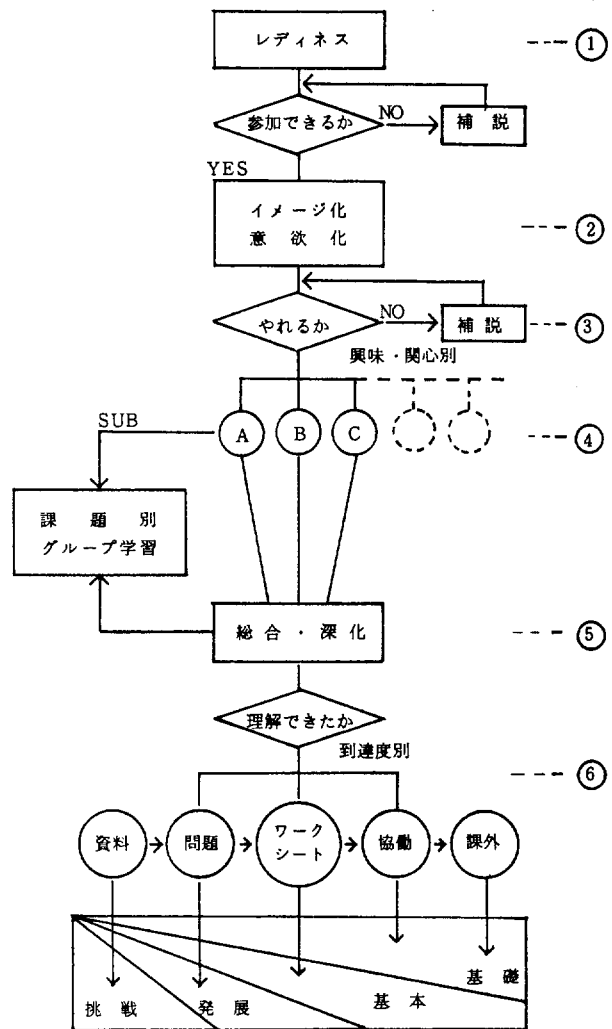 レディネス
①
参加できるか
NO
補説
YES
イメージ化
意欲化
②
やれるか
NO
補説
③
興味・関心別
SUB
A
B
C
④
課題別
グループ学習
総合・深化
⑤
理解できたか
到達度別
⑥
資料
問題
ワーク
シート
協働
課外
挑戦
発展
基本
基礎